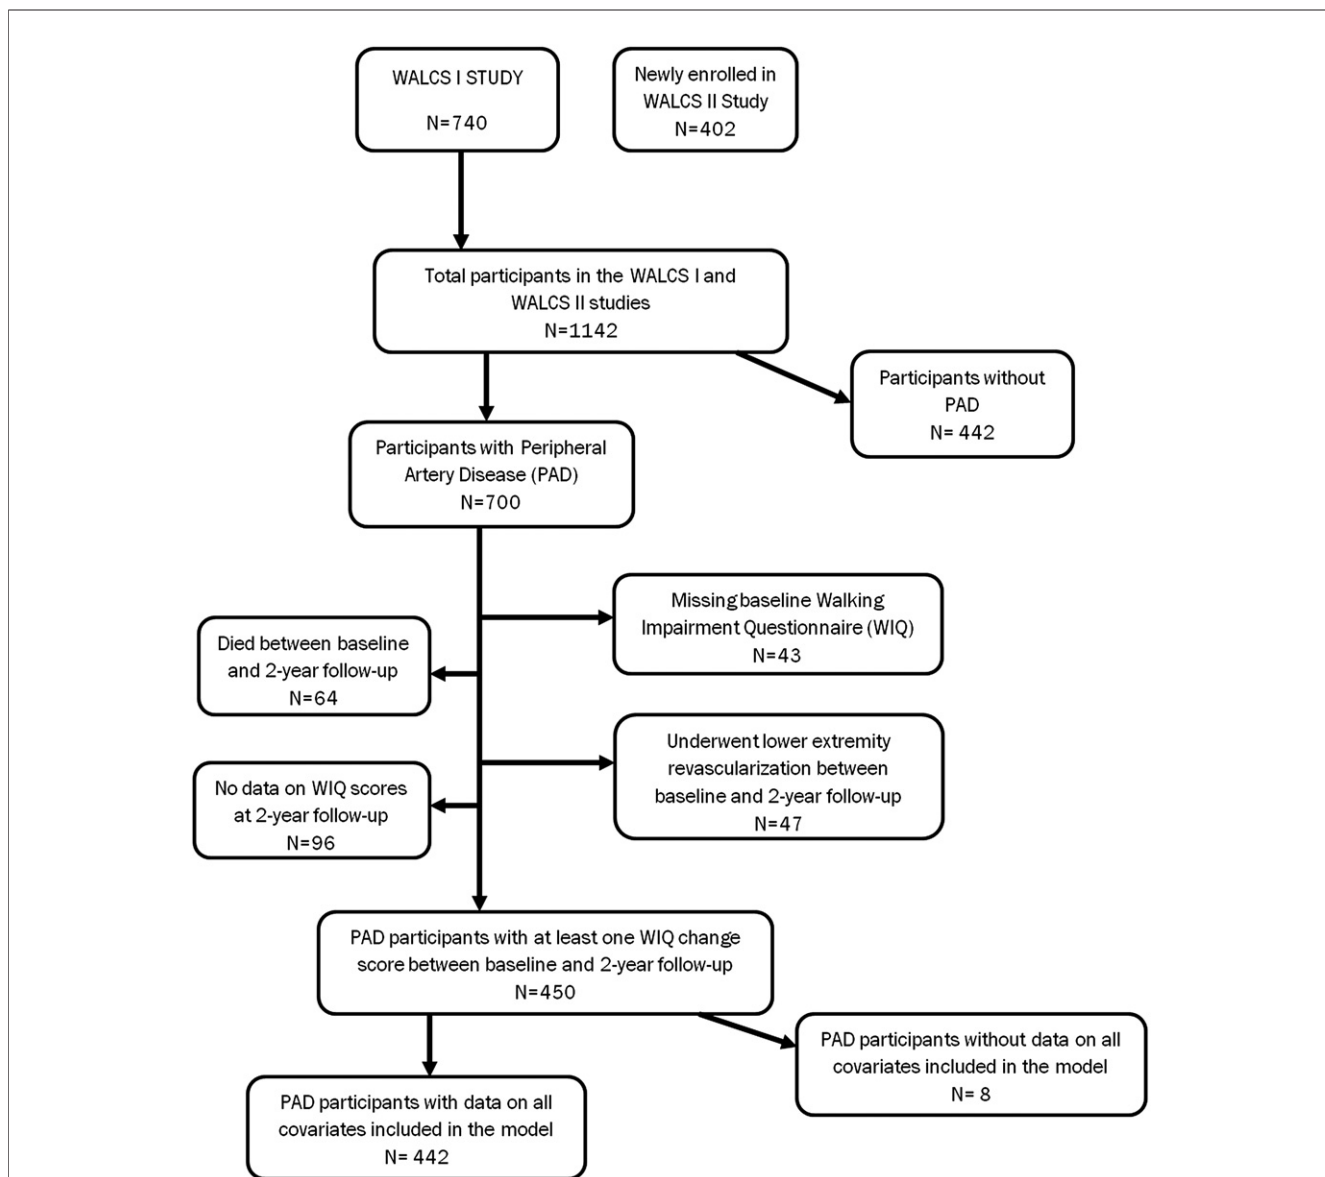 WALCS I STUDY
N=740
Newly enrolled in
WALCS II Study
N=402
Total participants in the WALCS I and
WALCS II studies
N=1142
Participants without
PAD
N= 442
Participants with Peripheral
Artery Disease (PAD)
N=700
Missing baseline Walking
Impairment Questionnaire (WIQ)
N=43
Died between baseline
and 2-year follow-up
N=64
Underwent lower extremity
revascularization between
baseline and 2-year follow-up
N=47
No data on WIQ scores
at 2-year follow-up
N=96
PAD participants with at least one WIQ change
score between baseline and 2-year follow-up
N=450
PAD participants without data on all
covariates included in the model
N= 8
PAD participants with data on all
covariates included in the model
N= 442